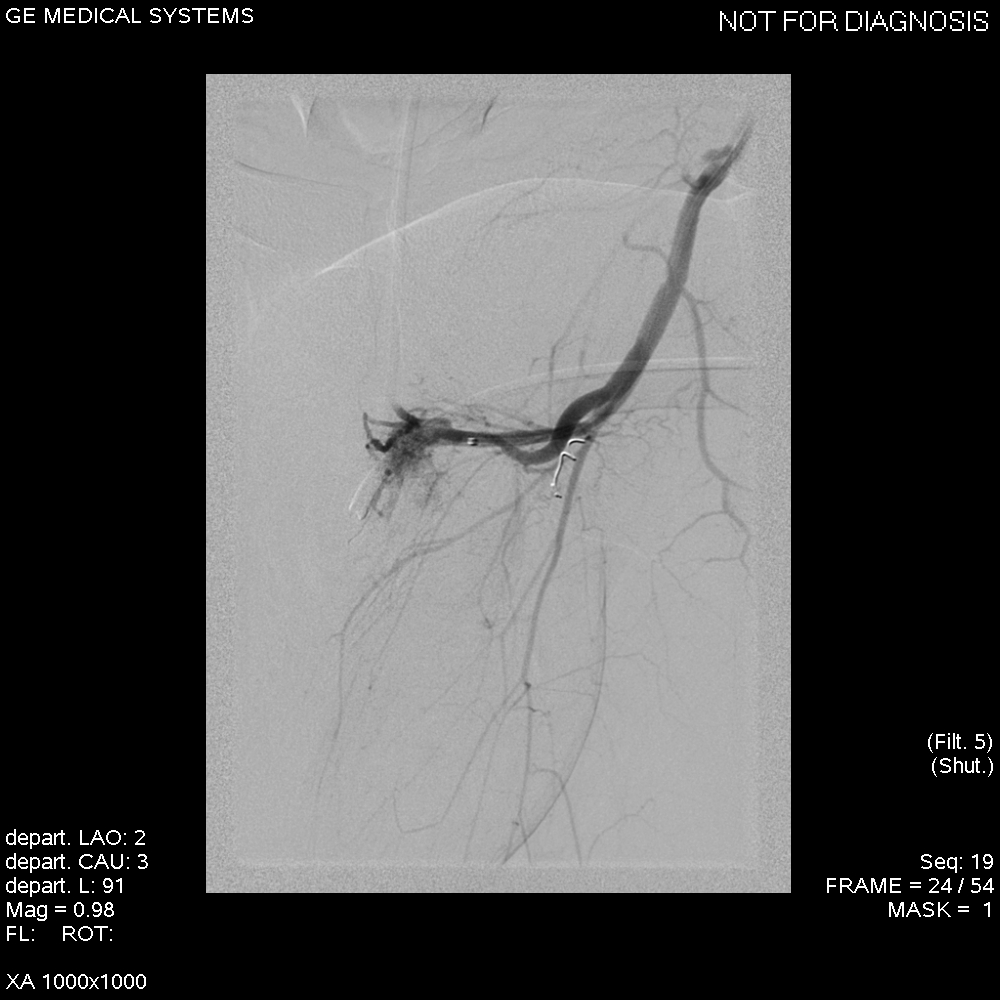 GE MEDICAL SYSTEMS
NOT FOR DIAGNOSIS
(Filt. 5)
(Shut.)
depart. LAO: 2
depart. CAU: 3
depart. L: 91
Mag = 0.98
FL: ROT:
Seq: 19
FRAME = 24 / 54
MASK = 1
XA 1000x1000